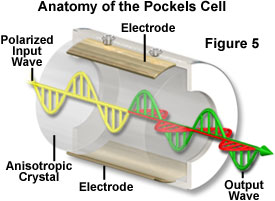 Anatomy of the Pockels Cell
Electrode
Figure 5
Polarized
Input
Wave
Anisotropic
Crystal
Electrode
Output
Wave